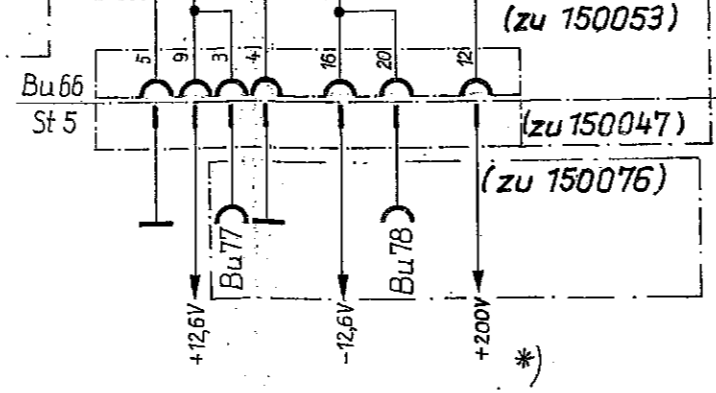 (zu 150053)
5 9 3 4 16 20 12
Bu 66
St 5
(zu 150047)
(zu 150076)
Bu 77
Bu 78
+12,6V
-12,6V
+200V
*)